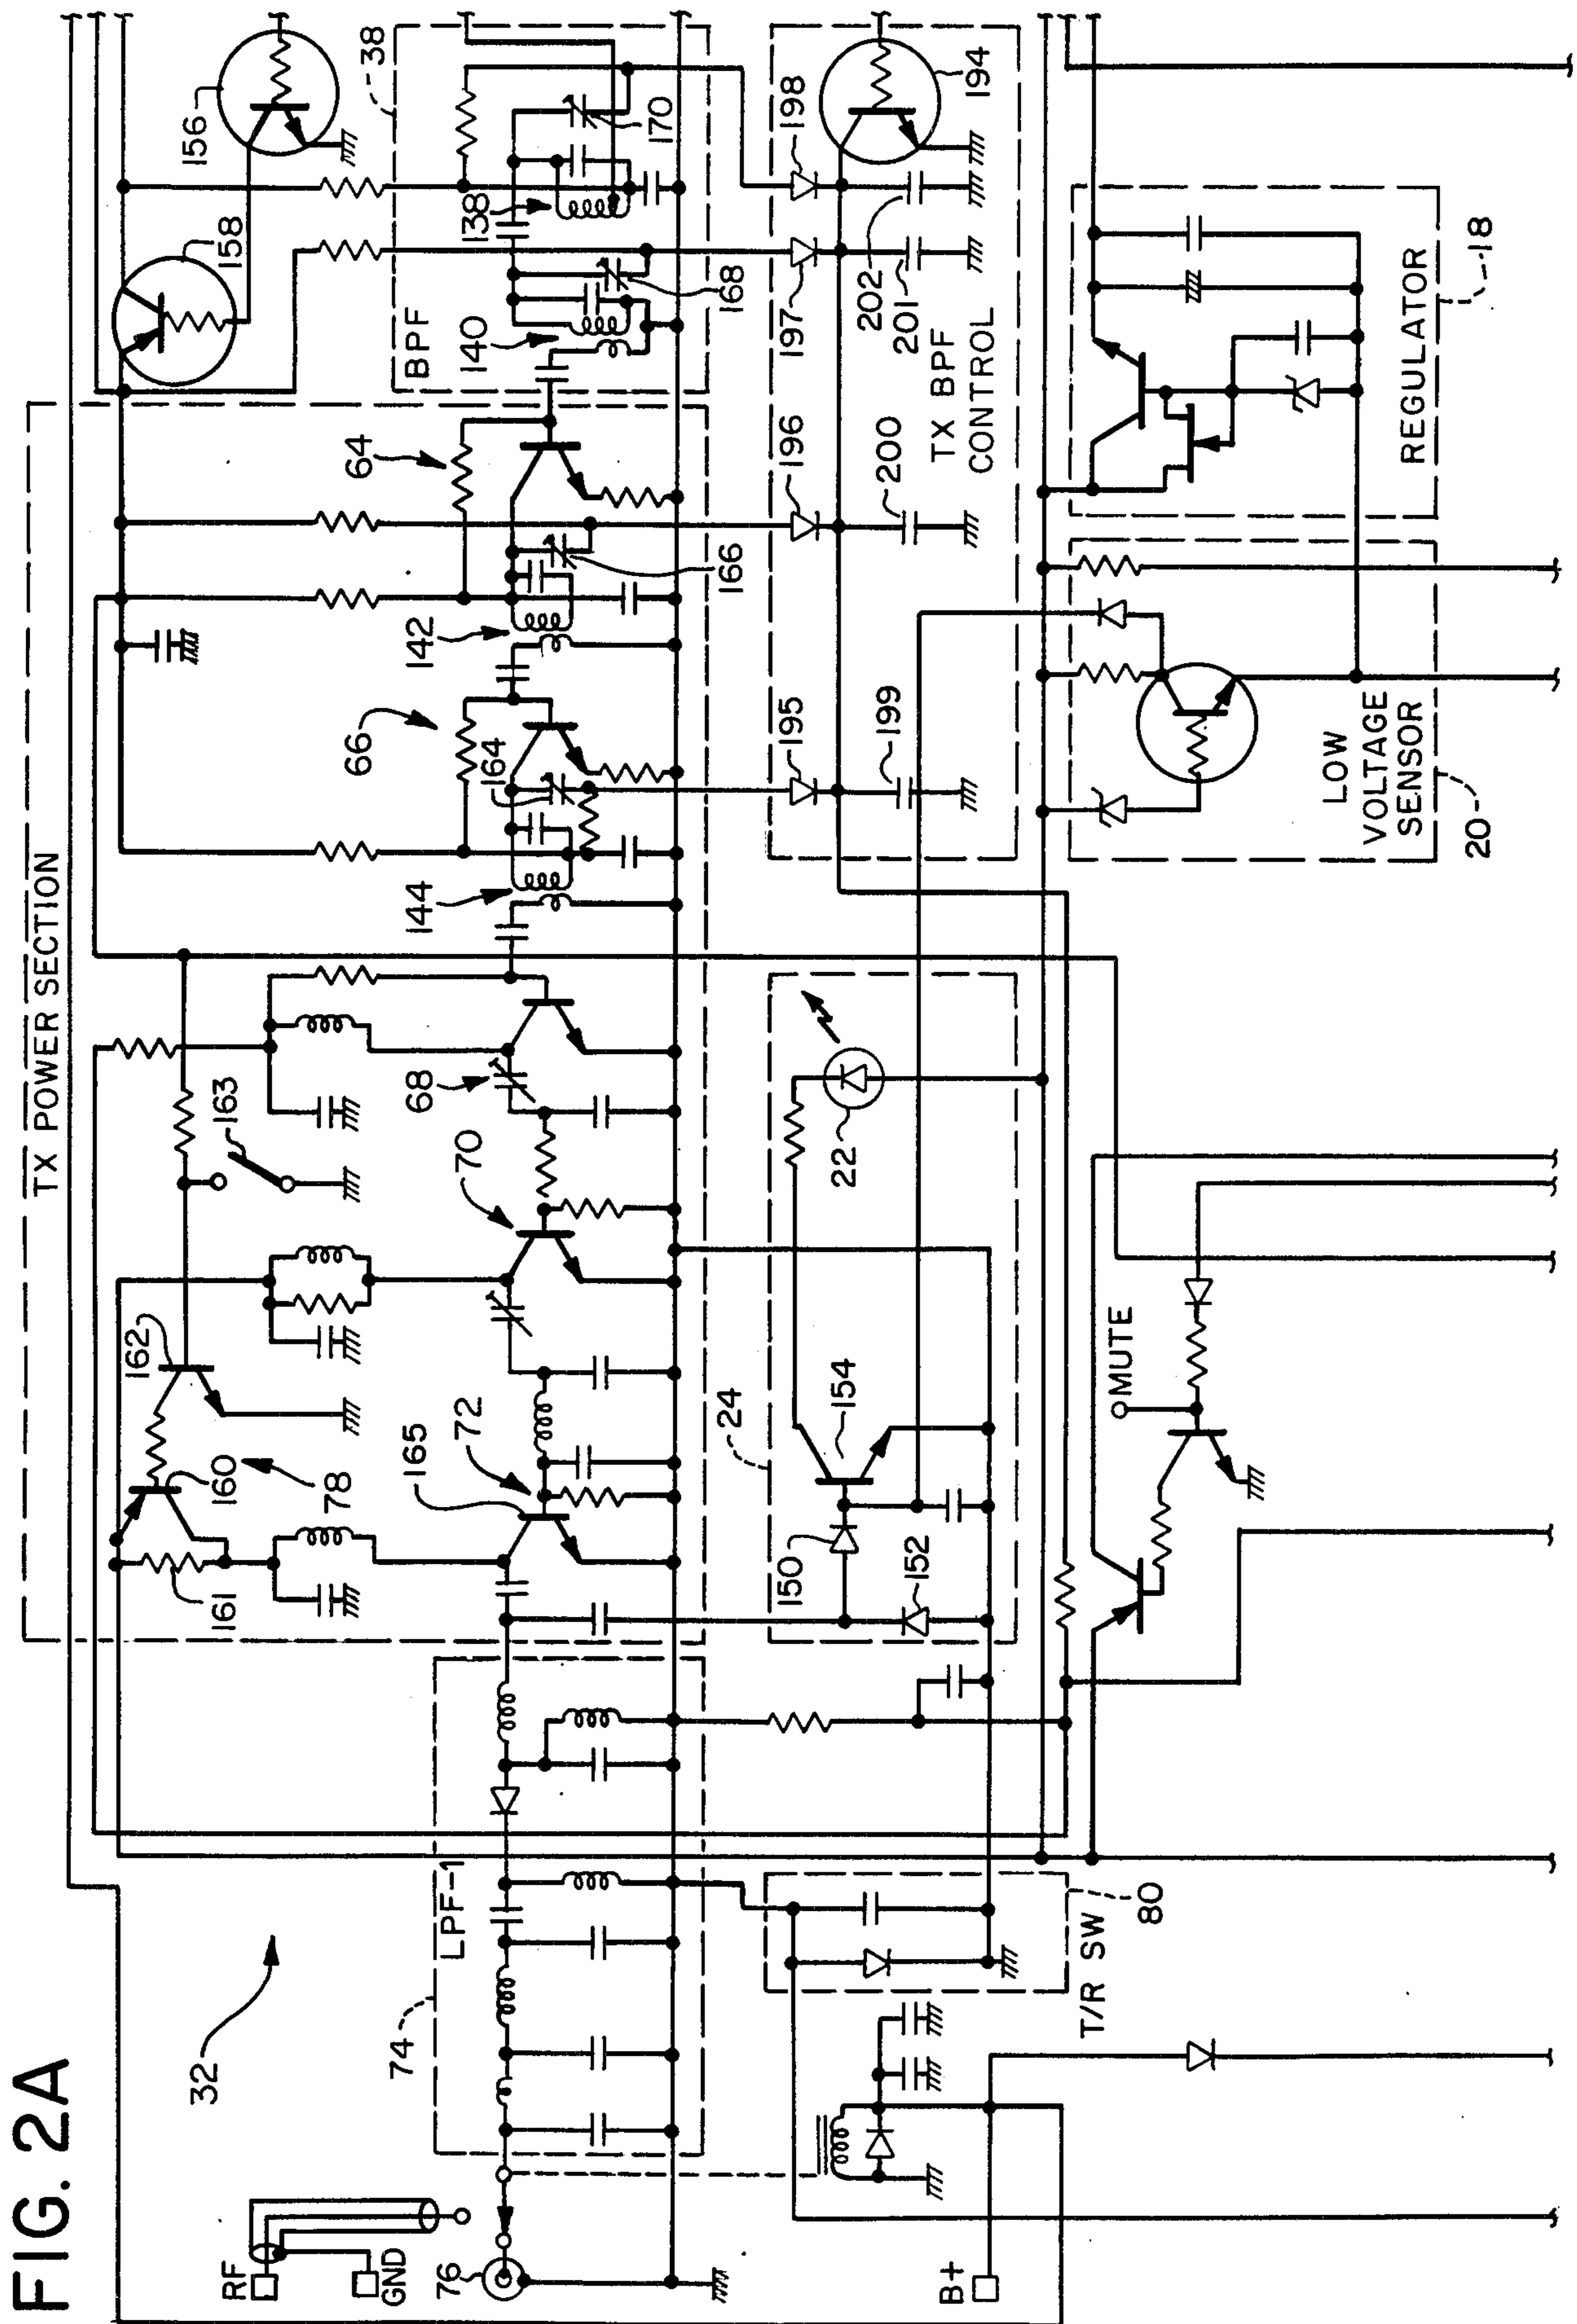 FIG. 2A
32
TX POWER SECTION
156
158
38
BPF
138
170
140
168
64
142
166
66
164
144
68
70
163
162
160
78
161
165
72
74
LPF-1
RF
GND
76
194
198
197
202
201
TX BPF
CONTROL
196
200
195
199
22
24
154
150
152
REGULATOR
18
LOW
VOLTAGE
SENSOR
20
MUTE
T/R SW
80
B+